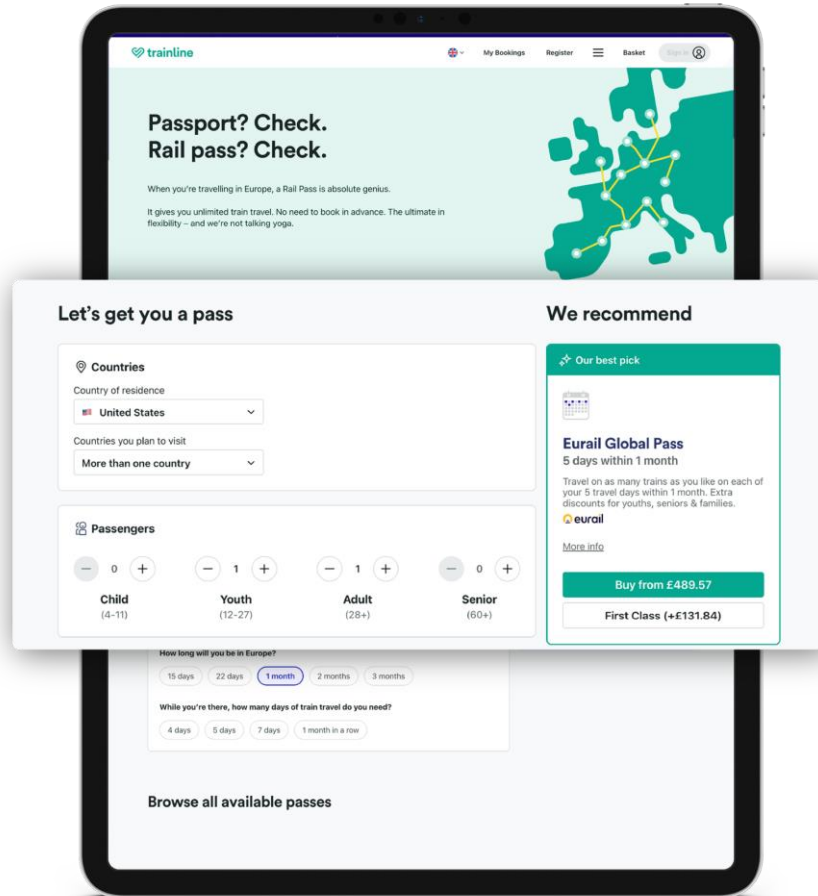 trainline
My Bookings
Register
Basket
Sign in
Passport? Check.
Rail pass? Check.
When you're travelling in Europe, a Rail Pass is absolute genius.
It gives you unlimited train travel. No need to book in advance. The ultimate in
flexibility – and we're not talking yoga.
Let's get you a pass
Countries
Country of residence
United States
Countries you plan to visit
More than one country
Passengers
− 0 +
− 1 +
− 1 +
− 0 +
Child
(4-11)
Youth
(12-27)
Adult
(28+)
Senior
(60+)
We recommend
Our best pick
Eurail Global Pass
5 days within 1 month
Travel on as many trains as you like on each of
your 5 travel days within 1 month. Extra
discounts for youths, seniors & families.
eurail
More info
Buy from £489.57
First Class (+£131.84)
How long will you be in Europe?
15 days
22 days
1 month
2 months
3 months
While you're there, how many days of train travel do you need?
4 days
5 days
7 days
1 month in a row
Browse all available passes